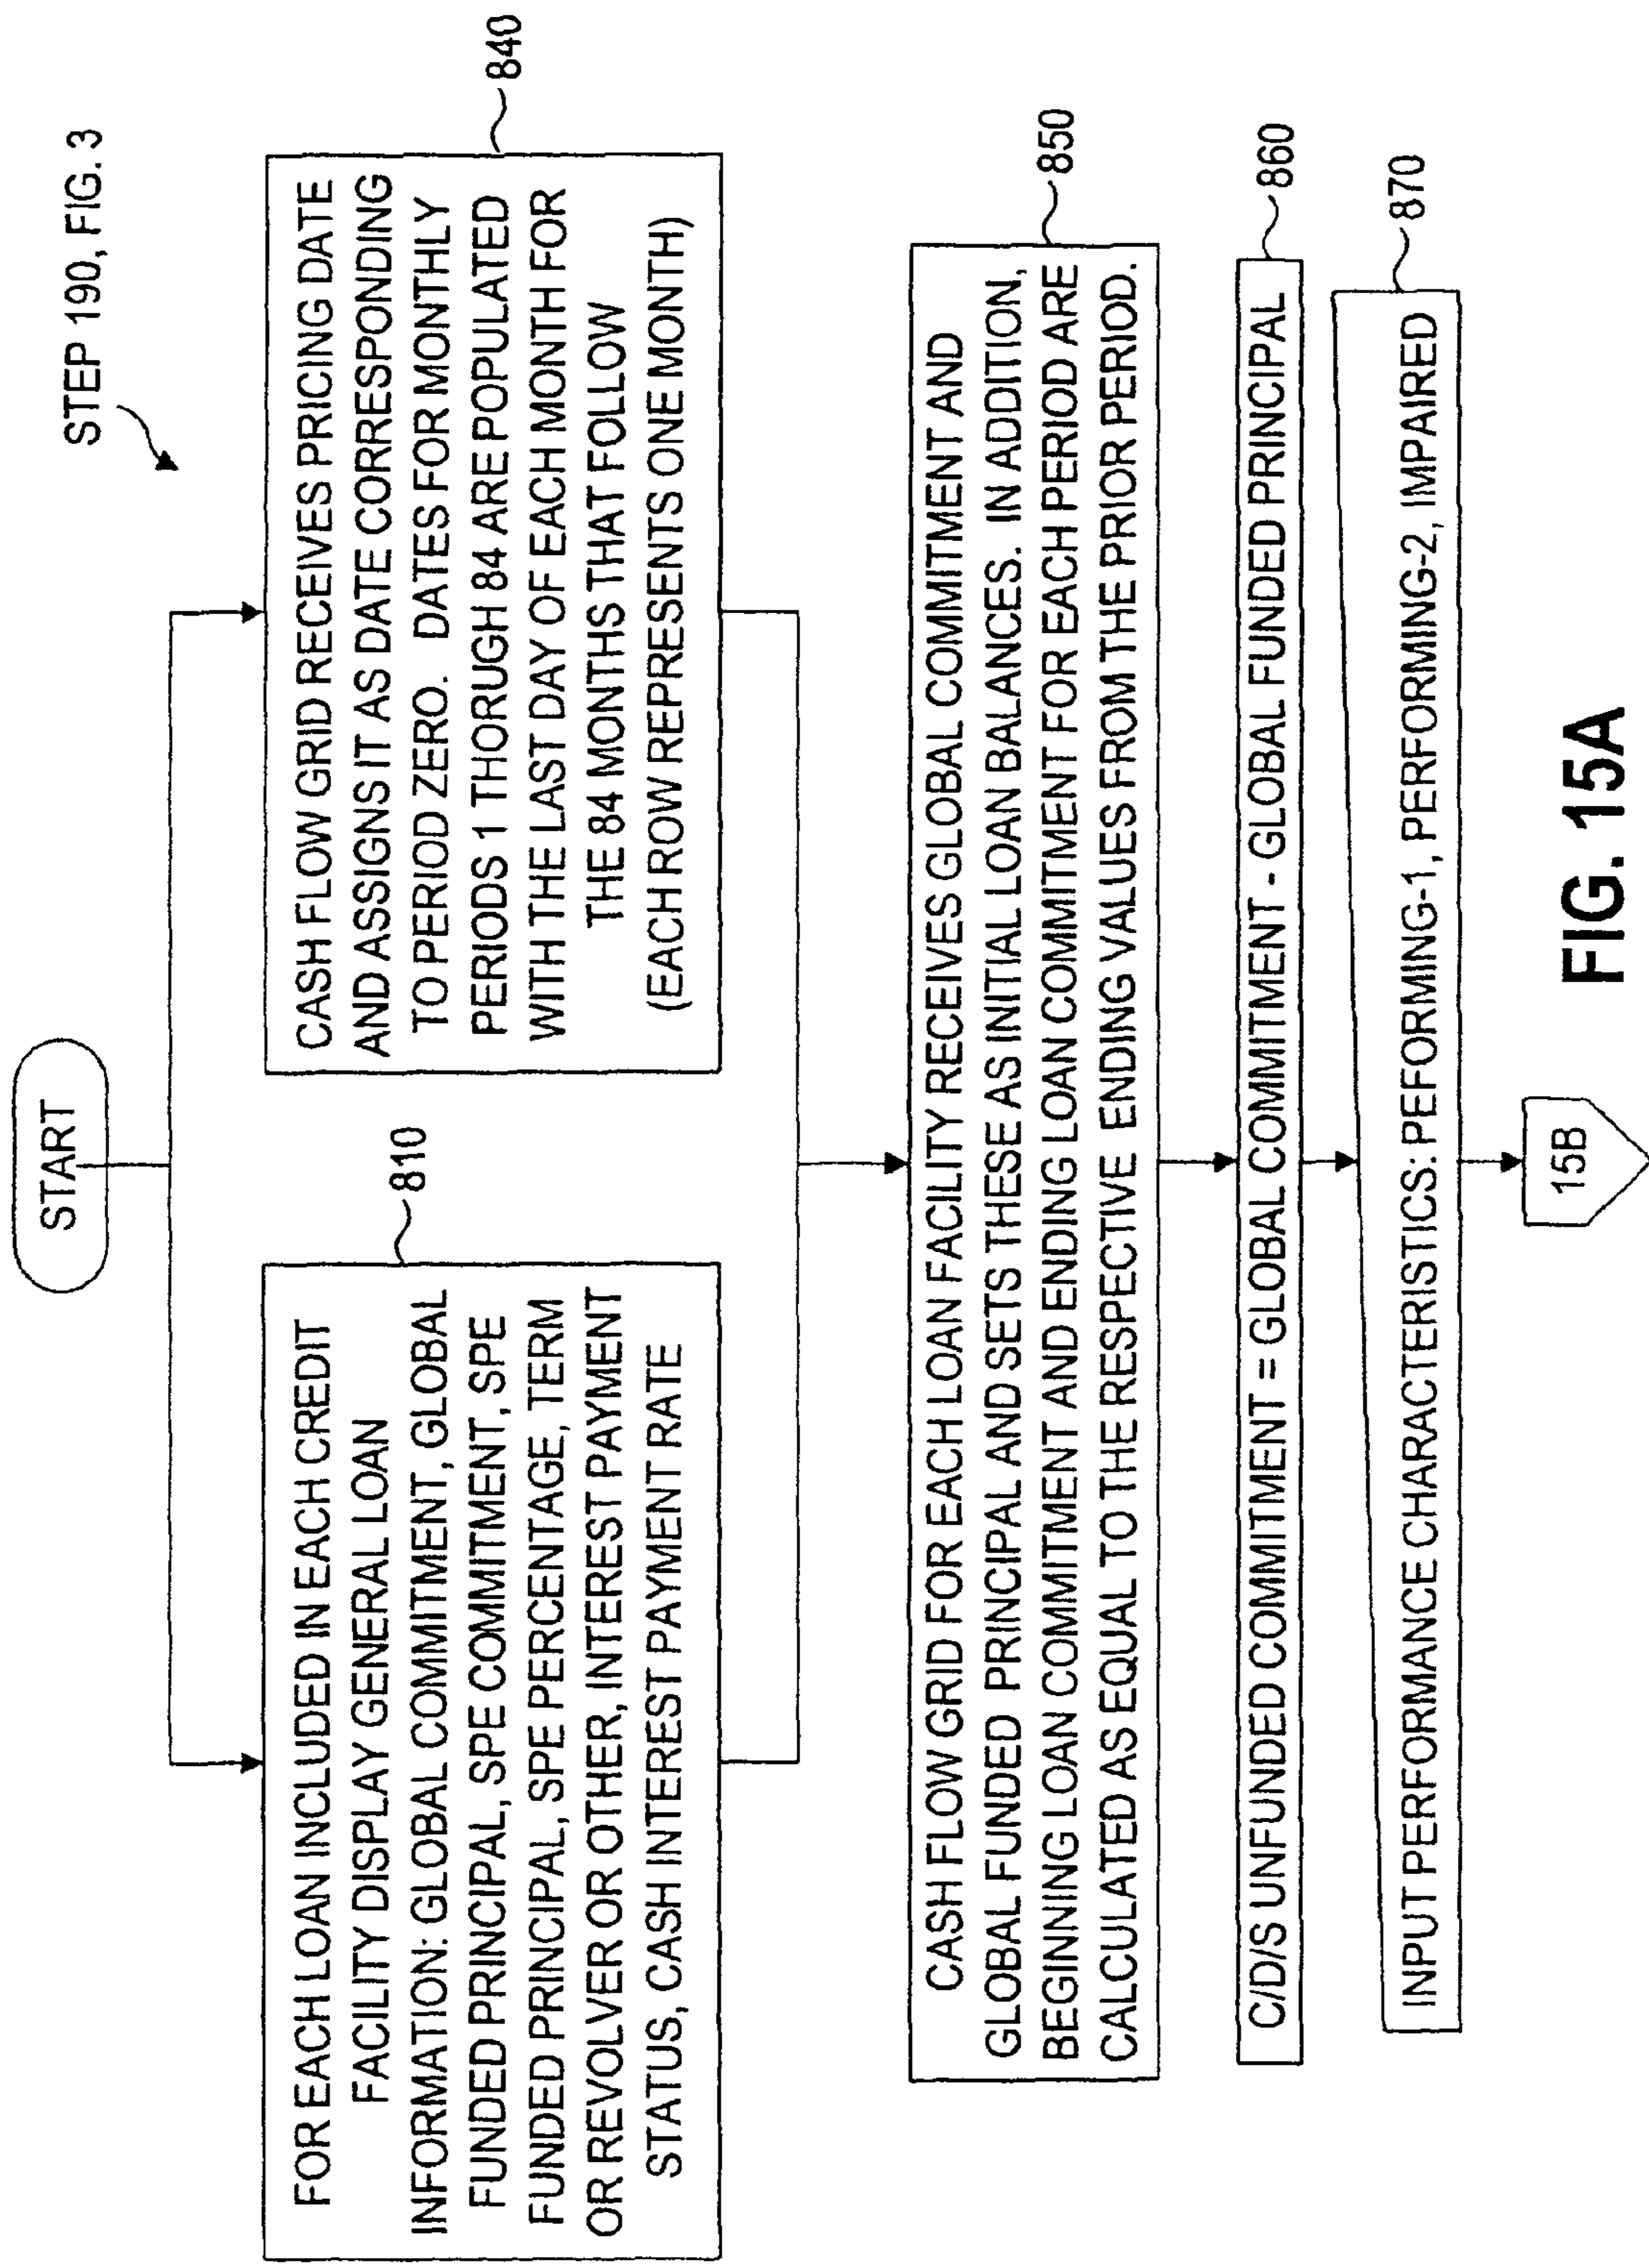 STEP 190, FIG. 3
START
810
FOR EACH LOAN INCLUDED IN EACH CREDIT
FACILITY DISPLAY GENERAL LOAN
INFORMATION: GLOBAL COMMITMENT, GLOBAL
FUNDED PRINCIPAL, SPE COMMITMENT, SPE
FUNDED PRINCIPAL, SPE PERCENTAGE, TERM
OR REVOLVER OR OTHER, INTEREST PAYMENT
STATUS, CASH INTEREST PAYMENT RATE
840
CASH FLOW GRID RECEIVES PRICING DATE
AND ASSIGNS IT AS DATE CORRESPONDING
TO PERIOD ZERO. DATES FOR MONTHLY
PERIODS 1 THORUGH 84 ARE POPULATED
WITH THE LAST DAY OF EACH MONTH FOR
THE 84 MONTHS THAT FOLLOW
(EACH ROW REPRESENTS ONE MONTH)
850
CASH FLOW GRID FOR EACH LOAN FACILITY RECEIVES GLOBAL COMMITMENT AND
GLOBAL FUNDED PRINCIPAL AND SETS THESE AS INITIAL LOAN BALANCES. IN ADDITION,
BEGINNING LOAN COMMITMENT AND ENDING LOAN COMMITMENT FOR EACH PERIOD ARE
CALCULATED AS EQUAL TO THE RESPECTIVE ENDING VALUES FROM THE PRIOR PERIOD.
860
C/D/S UNFUNDED COMMITMENT = GLOBAL COMMITMENT - GLOBAL FUNDED PRINCIPAL
870
INPUT PERFORMANCE CHARACTERISTICS: PEFORMING-1, PERFORMING-2, IMPAIRED
15B
FIG. 15A